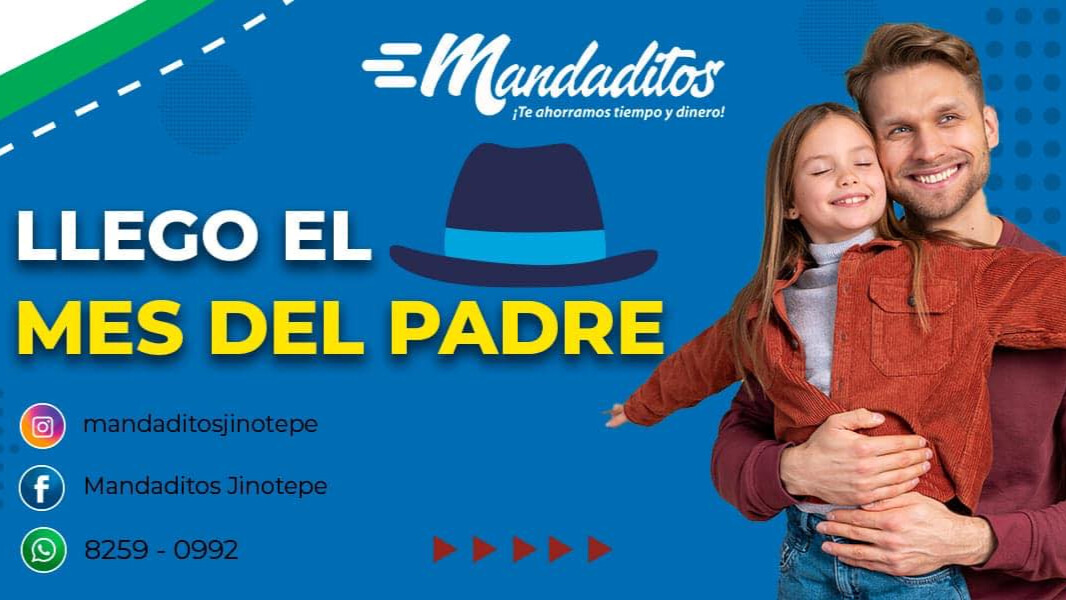 Mandaditos
¡Te ahorramos tiempo y dinero!
LLEGO EL
MES DEL PADRE
mandaditosjinotepe
Mandaditos Jinotepe
8259 - 0992